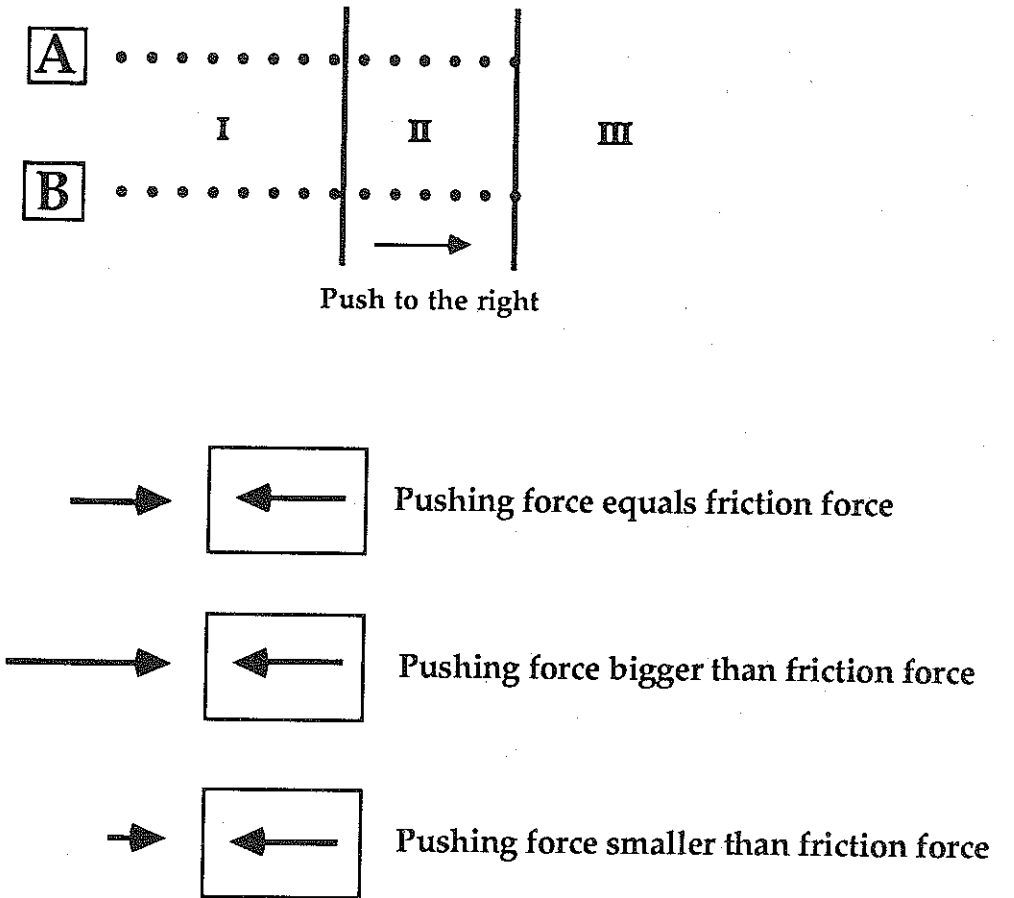 A
I II III
B
Push to the right
Pushing force equals friction force
Pushing force bigger than friction force
Pushing force smaller than friction force